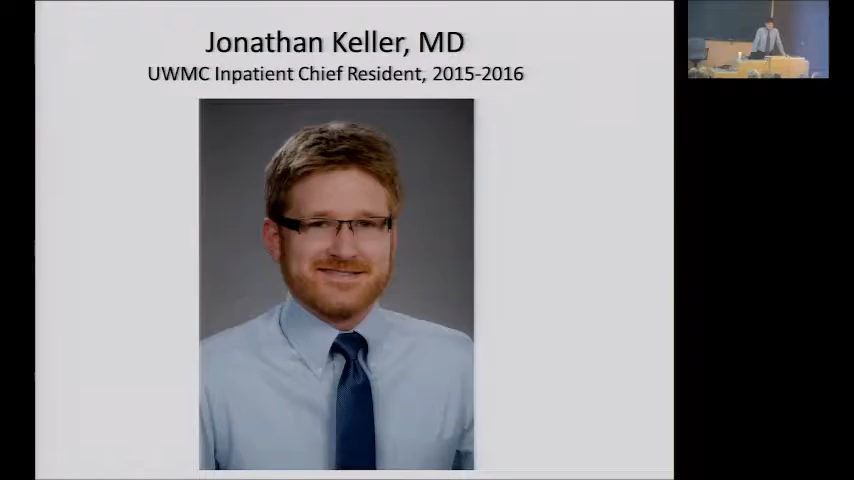 Jonathan Keller, MD
UWMC Inpatient Chief Resident, 2015-2016